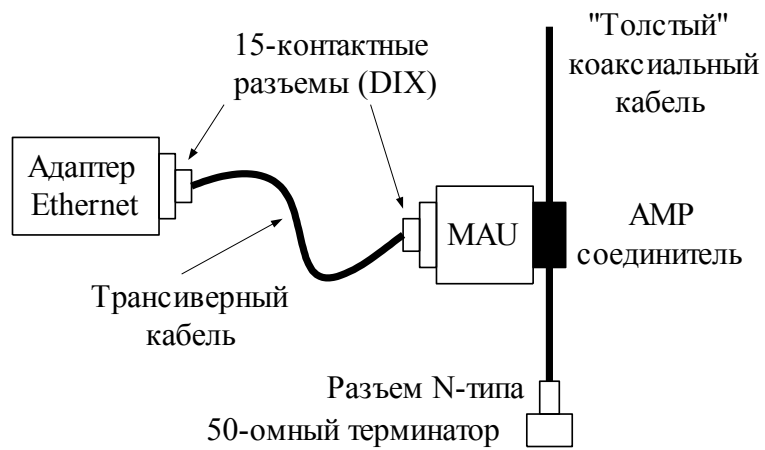 15-контактные
разъемы (DIX)
"Толстый"
коаксиальный
кабель
Адаптер
Ethernet
MAU
AMP
соединитель
Трансиверный
кабель
Разъем N-типа
50-омный терминатор